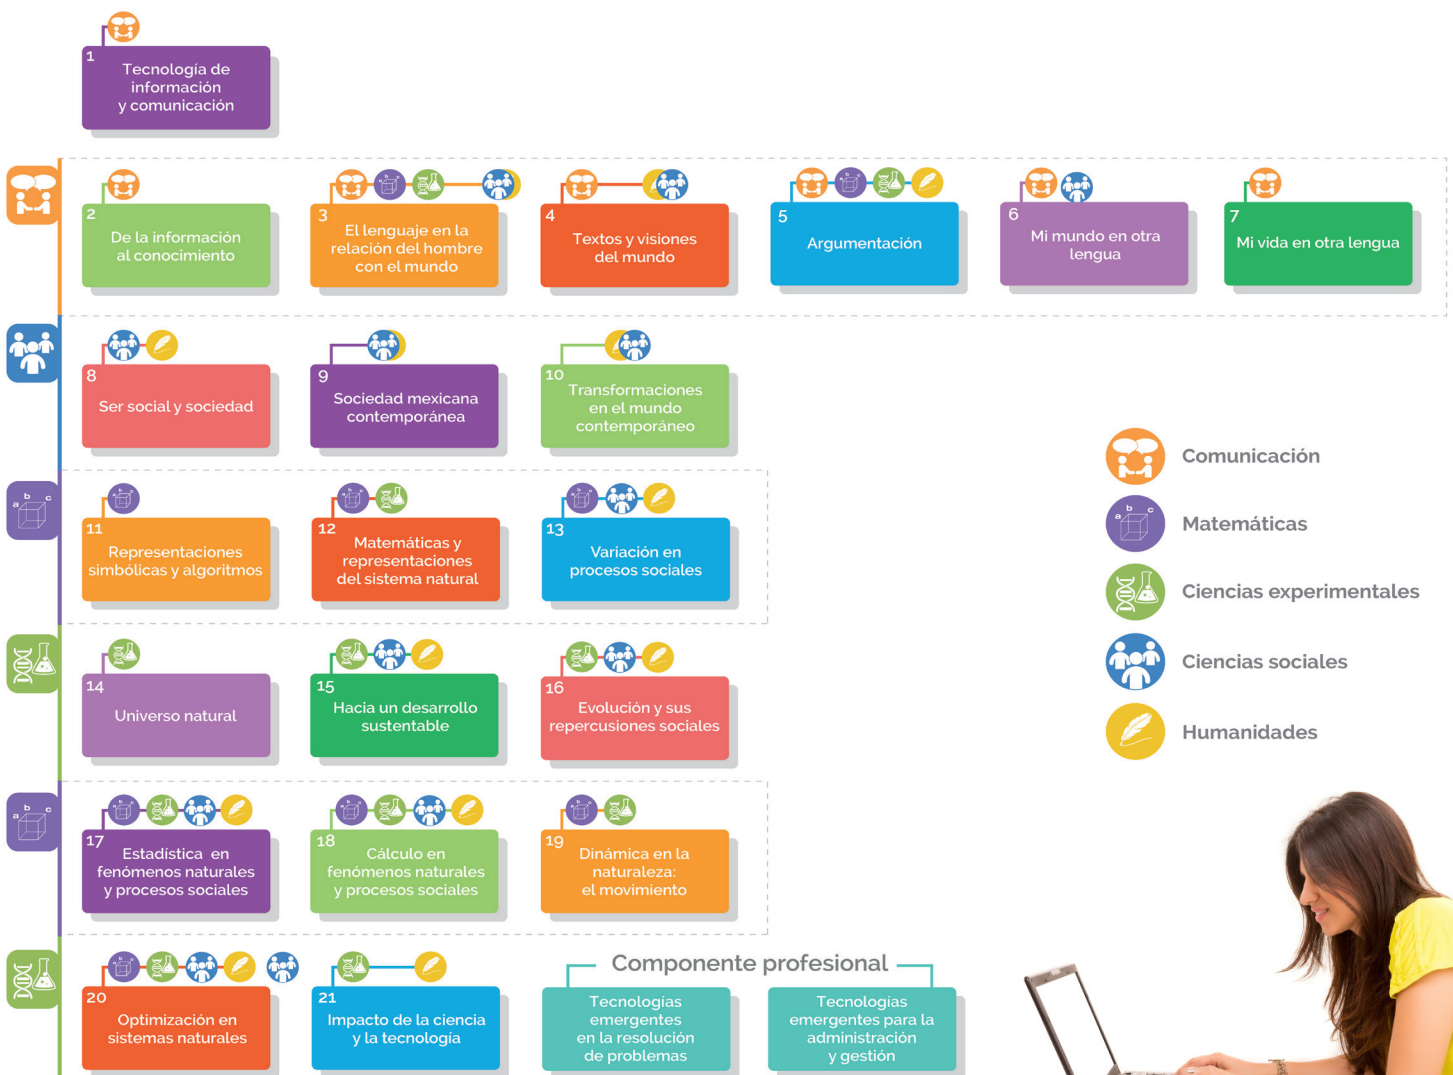 1
Tecnología de
información
y comunicación
2
De la información
al conocimiento
3
El lenguaje en la
relación del hombre
con el mundo
4
Textos y visiones
del mundo
5
Argumentación
6
Mi mundo en otra
lengua
7
Mi vida en otra lengua
8
Ser social y sociedad
9
Sociedad mexicana
contemporánea
10
Transformaciones
en el mundo
contemporáneo
11
Representaciones
simbólicas y algoritmos
12
Matemáticas y
representaciones
del sistema natural
13
Variación en
procesos sociales
14
Universo natural
15
Hacia un desarrollo
sustentable
16
Evolución y sus
repercusiones sociales
17
Estadística en
fenómenos naturales
y procesos sociales
18
Cálculo en
fenómenos naturales
y procesos sociales
19
Dinámica en la
naturaleza:
el movimiento
20
Optimización en
sistemas naturales
21
Impacto de la ciencia
y la tecnología
Componente profesional
Tecnologías
emergentes
en la resolución
de problemas
Tecnologías
emergentes para la
administración
y gestión
Comunicación
a b c
Matemáticas
Ciencias experimentales
Ciencias sociales
Humanidades